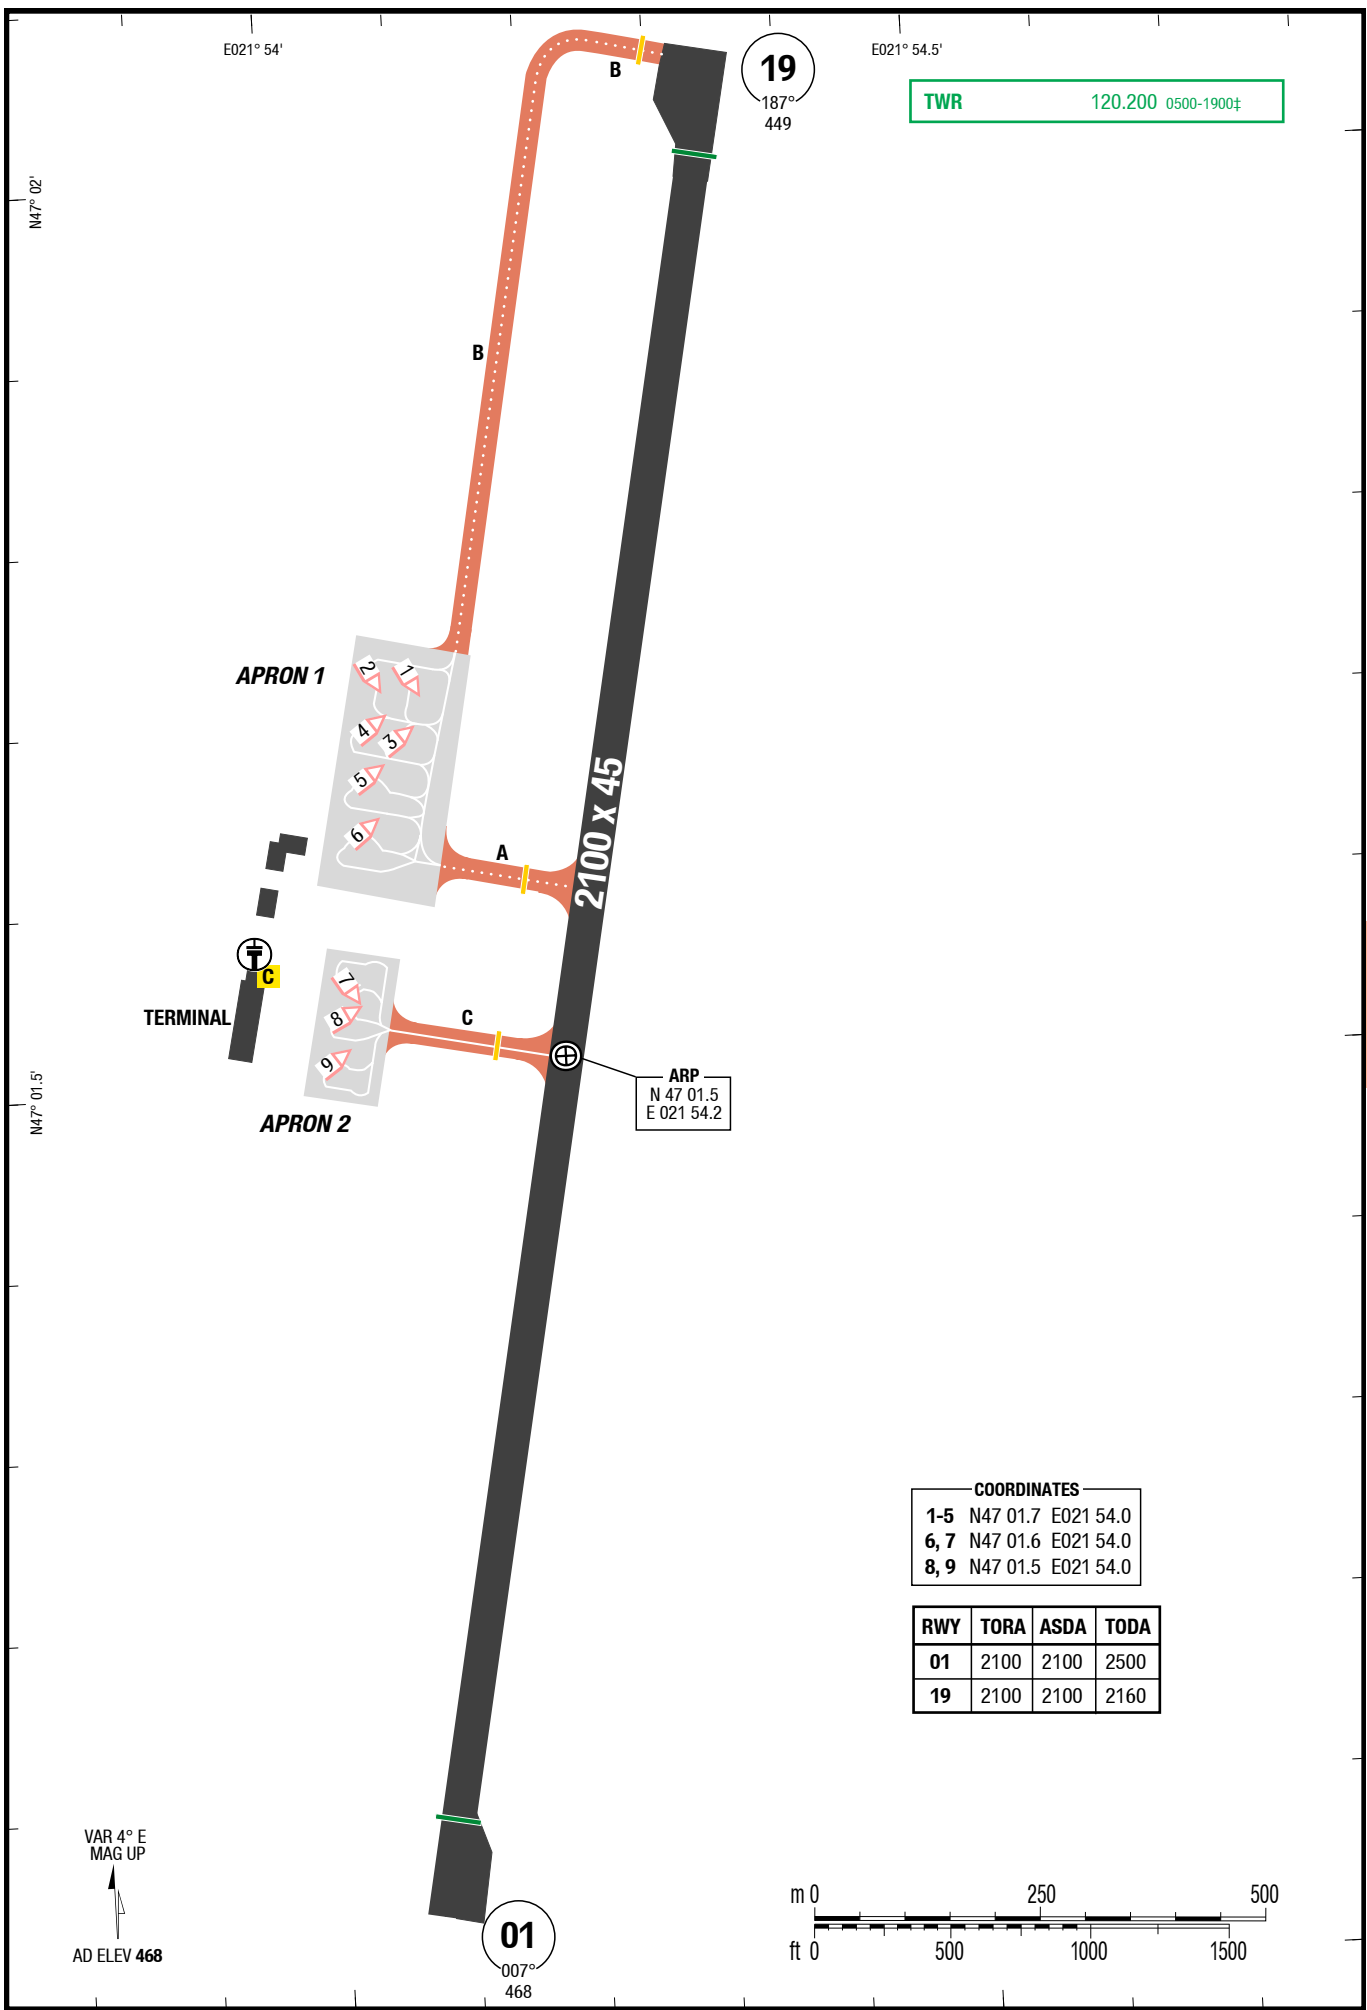 E021° 54'
E021° 54.5'
B
19
187°
449
TWR 120.200 0500-1900‡
N47° 02'
B
APRON 1
2
1
4
3
5
6
2100 x 45
A
C
TERMINAL
7
8
9
C
ARP
N 47 01.5
E 021 54.2
N47° 01.5'
APRON 2
COORDINATES
1-5 N47 01.7 E021 54.0
6, 7 N47 01.6 E021 54.0
8, 9 N47 01.5 E021 54.0
RWY TORA ASDA TODA
01 2100 2100 2500
19 2100 2100 2160
VAR 4° E
MAG UP
AD ELEV 468
01
007°
468
m 0 250 500
ft 0 500 1000 1500